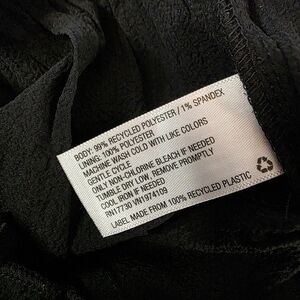 BODY: 99% RECYCLED POLYESTER / 1% SPANDEX
LINING: 100% POLYESTER
MACHINE WASH COLD WITH LIKE COLORS
GENTLE CYCLE
ONLY NON-CHLORINE BLEACH IF NEEDED
TUMBLE DRY LOW, REMOVE PROMPTLY
COOL IRON IF NEEDED
RN17730 VN1974109
LABEL MADE FROM 100% RECYCLED PLASTIC